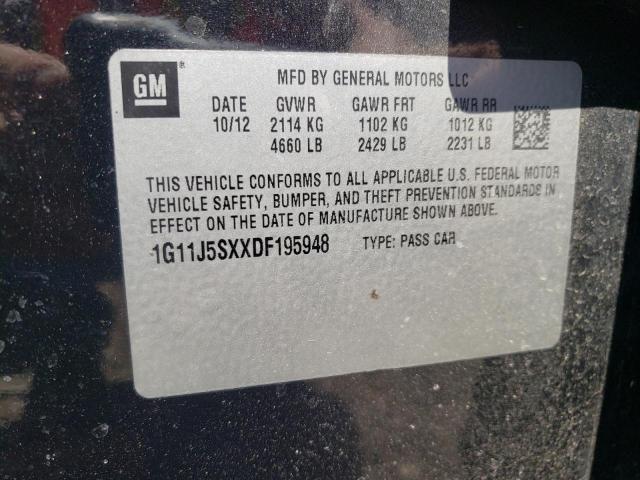 GM
MFD BY GENERAL MOTORS LLC
DATE GVWR GAWR FRT GAWR RR
10/12 2114 KG 1102 KG 1012 KG
4660 LB 2429 LB 2231 LB
THIS VEHICLE CONFORMS TO ALL APPLICABLE U.S. FEDERAL MOTOR
VEHICLE SAFETY, BUMPER, AND THEFT PREVENTION STANDARDS IN
EFFECT ON THE DATE OF MANUFACTURE SHOWN ABOVE.
1G11J5SXXDF195948 TYPE: PASS CAR